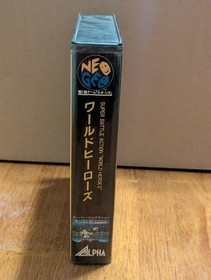 NEO
GEO
SUPER BATTLE ACTION "WORLD HEROES"
ワールドヒーローズ
ALPHA